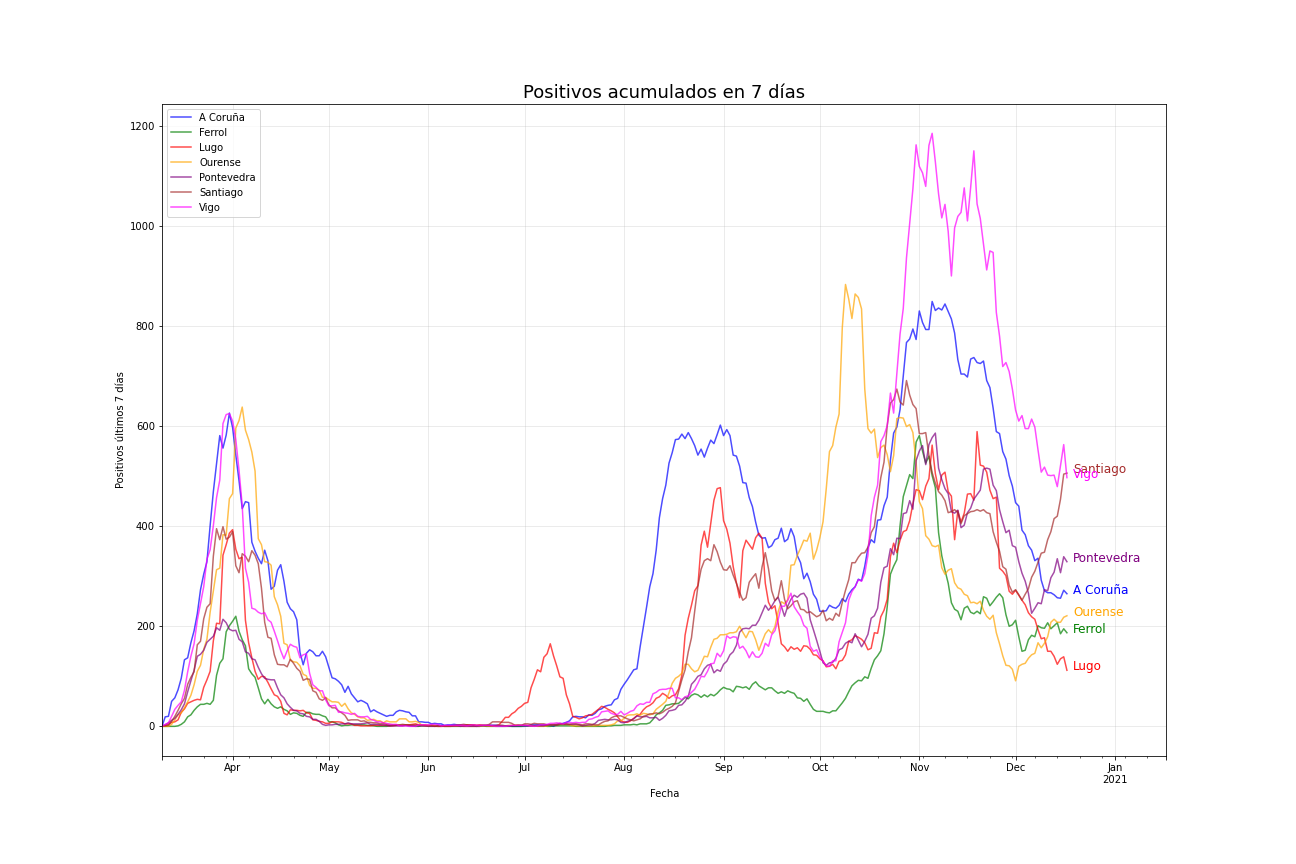 Positivos acumulados en 7 días
A Coruña
Ferrol
Lugo
Ourense
Pontevedra
Santiago
Vigo
1200
1000
800
600
400
200
0
Positivos últimos 7 días
Santiago
Vigo
Pontevedra
A Coruña
Ourense
Ferrol
Lugo
Apr May Jun Jul Aug Sep Oct Nov Dec Jan
2021
Fecha